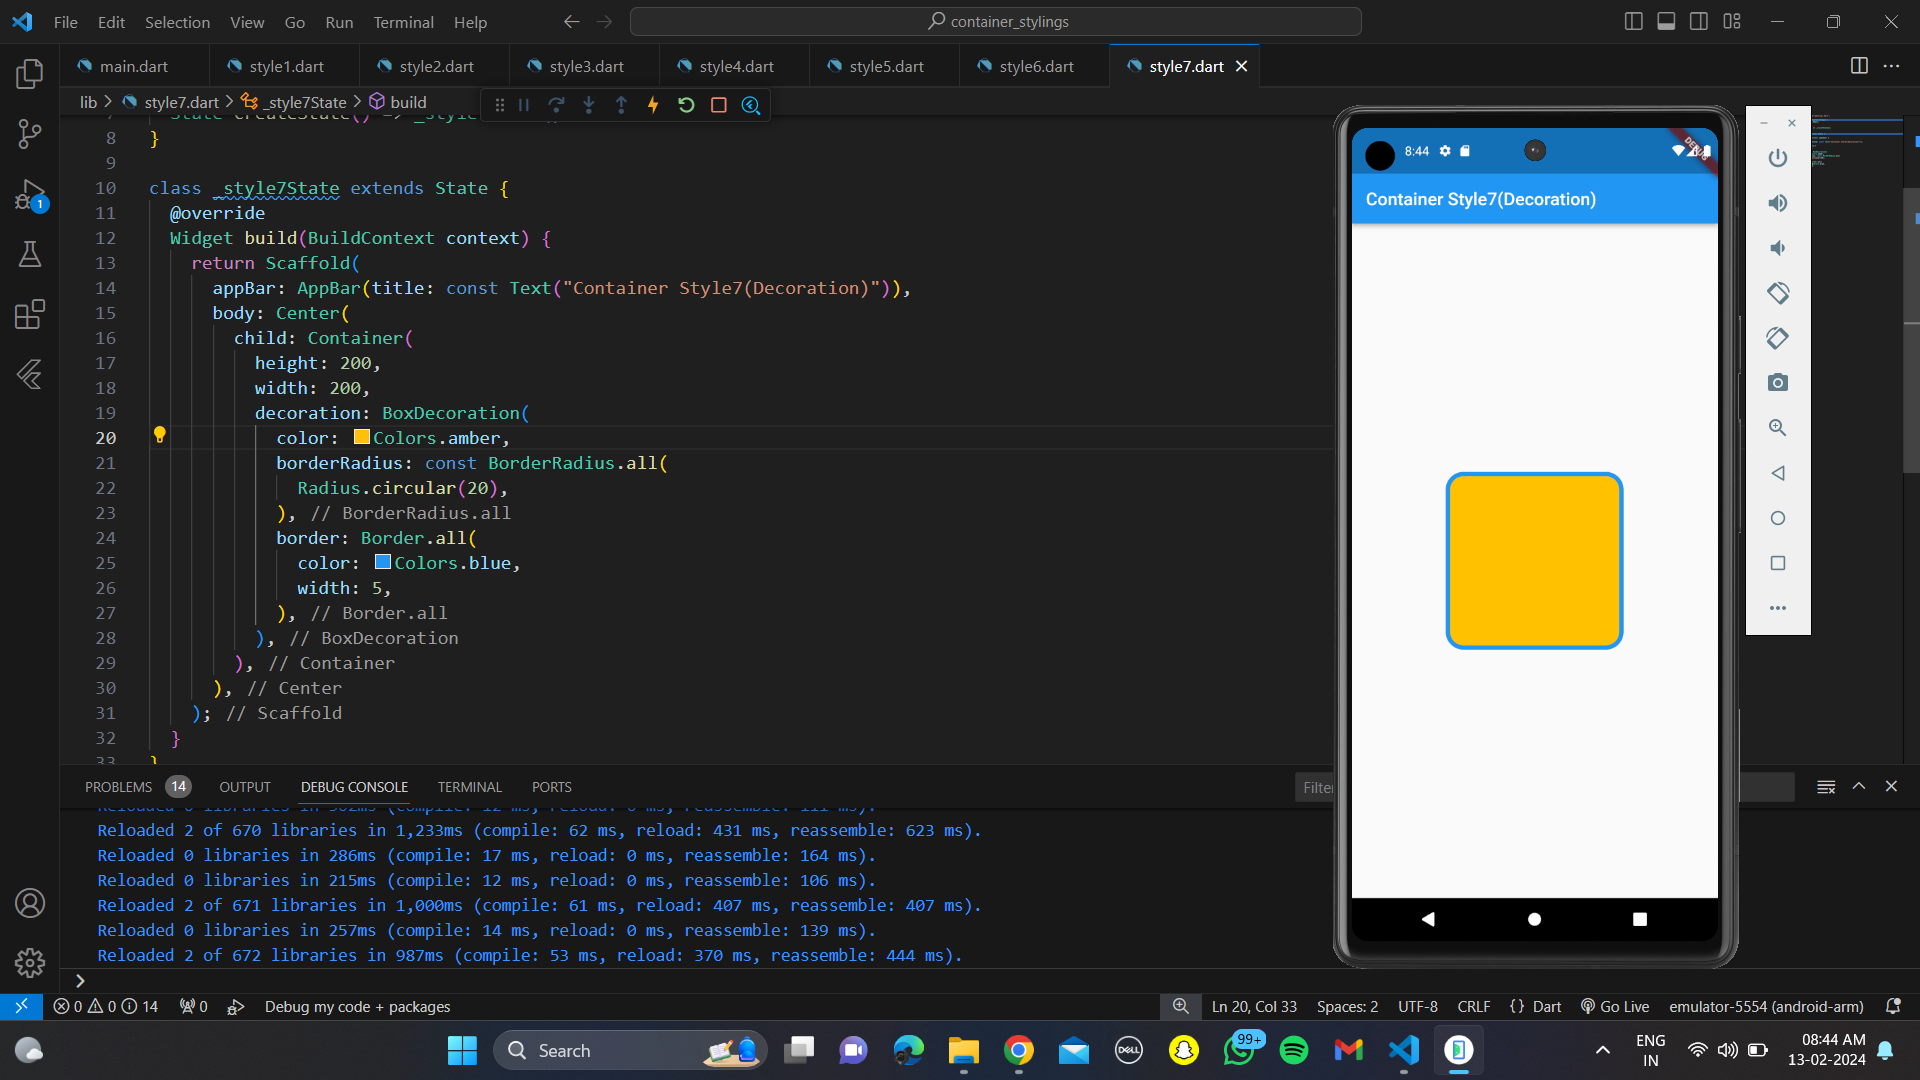 File Edit Selection View Go Run Terminal Help
container_stylings
main.dart style1.dart style2.dart style3.dart style4.dart style5.dart style6.dart style7.dart
lib > style7.dart > _style7State > build
8 }
9
10 class _style7State extends State {
11 @override
12 Widget build(BuildContext context) {
13 return Scaffold(
14 appBar: AppBar(title: const Text("Container Style7(Decoration)")),
15 body: Center(
16 child: Container(
17 height: 200,
18 width: 200,
19 decoration: BoxDecoration(
20 color: Colors.amber,
21 borderRadius: const BorderRadius.all(
22 Radius.circular(20),
23 ), // BorderRadius.all
24 border: Border.all(
25 color: Colors.blue,
26 width: 5,
27 ), // Border.all
28 ), // BoxDecoration
29 ), // Container
30 ), // Center
31 ); // Scaffold
32 }
33 }
8:44
DEBUG
Container Style7(Decoration)
PROBLEMS 14 OUTPUT DEBUG CONSOLE TERMINAL PORTS
Filter
Reloaded 2 of 670 libraries in 1,233ms (compile: 62 ms, reload: 431 ms, reassemble: 623 ms).
Reloaded 0 libraries in 286ms (compile: 17 ms, reload: 0 ms, reassemble: 164 ms).
Reloaded 0 libraries in 215ms (compile: 12 ms, reload: 0 ms, reassemble: 106 ms).
Reloaded 2 of 671 libraries in 1,000ms (compile: 61 ms, reload: 407 ms, reassemble: 407 ms).
Reloaded 0 libraries in 257ms (compile: 14 ms, reload: 0 ms, reassemble: 139 ms).
Reloaded 2 of 672 libraries in 987ms (compile: 53 ms, reload: 370 ms, reassemble: 444 ms).
1
0 0 14 0 Debug my code + packages Ln 20, Col 33 Spaces: 2 UTF-8 CRLF {} Dart Go Live emulator-5554 (android-arm)
Search
DELL
99+
ENG
IN
08:44 AM
13-02-2024